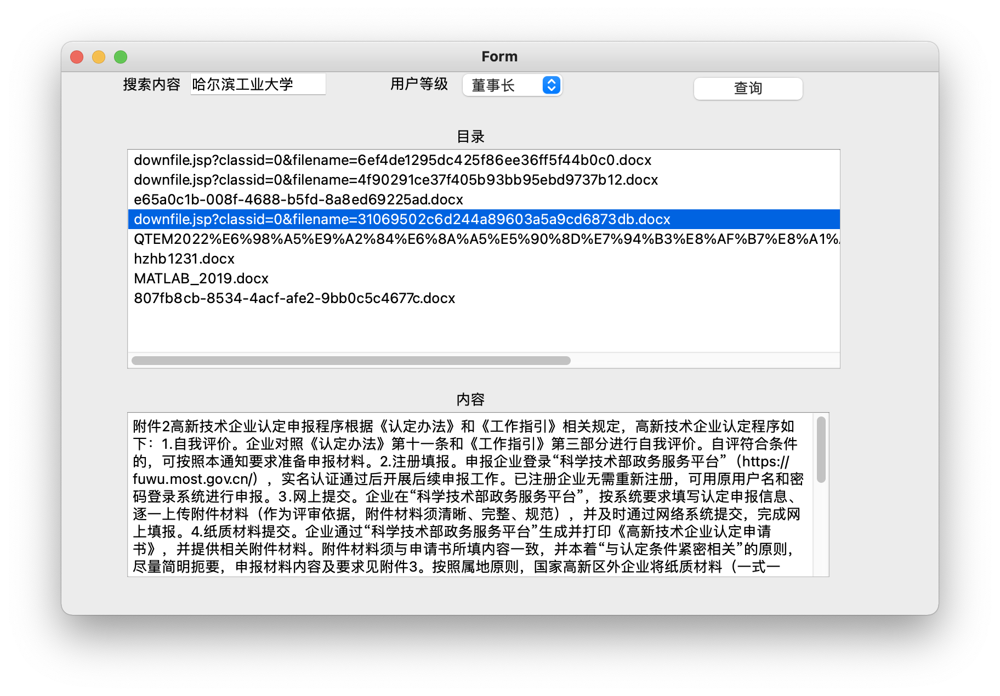 Form
搜索内容 哈尔滨工业大学 用户等级 董事长 查询
目录
downfile.jsp?classid=0&filename=6ef4de1295dc425f86ee36ff5f44b0c0.docx
downfile.jsp?classid=0&filename=4f90291ce37f405b93bb95ebd9737b12.docx
e65a0c1b-008f-4688-b5fd-8a8ed69225ad.docx
downfile.jsp?classid=0&filename=31069502c6d244a89603a5a9cd6873db.docx
QTEM2022%E6%98%A5%E9%A2%84%E6%8A%A5%E5%90%8D%E7%94%B3%E8%AF%B7%E8%A1%
hzhb1231.docx
MATLAB_2019.docx
807fb8cb-8534-4acf-afe2-9bb0c5c4677c.docx
内容
附件2高新技术企业认定申报程序根据《认定办法》和《工作指引》相关规定，高新技术企业认定程序如
下：1.自我评价。企业对照《认定办法》第十一条和《工作指引》第三部分进行自我评价。自评符合条件
的，可按照本通知要求准备申报材料。2.注册填报。申报企业登录“科学技术部政务服务平台”（https://
fuwu.most.gov.cn/），实名认证通过后开展后续申报工作。已注册企业无需重新注册，可用原用户名和密
码登录系统进行申报。3.网上提交。企业在“科学技术部政务服务平台”，按系统要求填写认定申报信息、
逐一上传附件材料（作为评审依据，附件材料须清晰、完整、规范），并及时通过网络系统提交，完成网
上填报。4.纸质材料提交。企业通过“科学技术部政务服务平台”生成并打印《高新技术企业认定申请
书》，并提供相关附件材料。附件材料须与申请书所填内容一致，并本着“与认定条件紧密相关”的原则，
尽量简明扼要，申报材料内容及要求见附件3。按照属地原则，国家高新区外企业将纸质材料（一式一